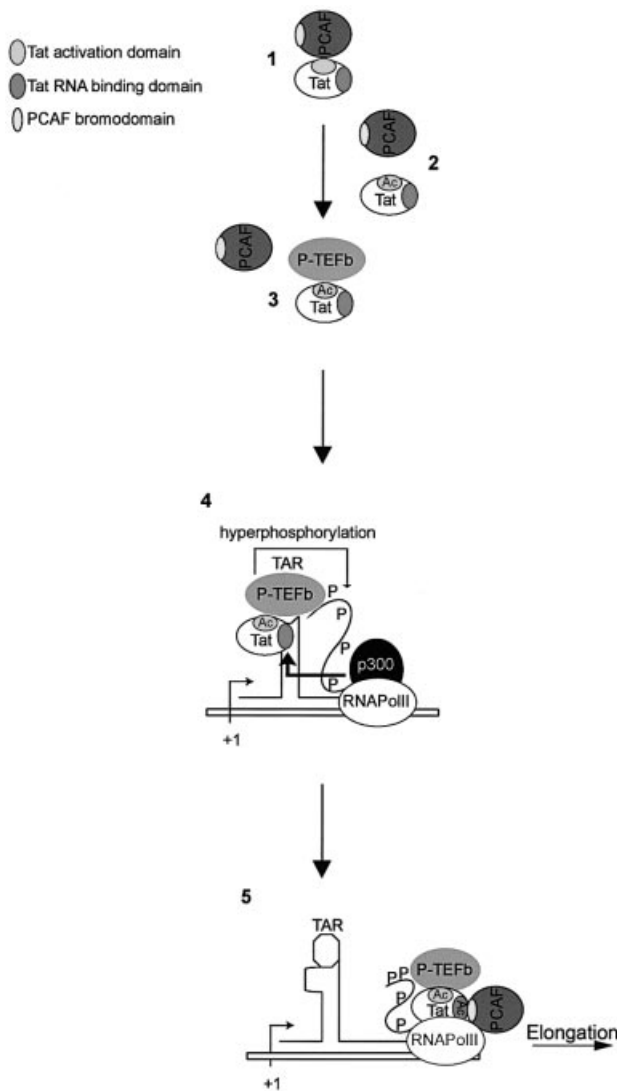 Tat activation domain
Tat RNA binding domain
PCAF bromodomain
1
PCAF
Tat
PCAF
2
Ac
Tat
PCAF
P-TEFb
3
Ac
Tat
4
hyperphosphorylation
TAR
P-TEFb
P
P
P
P
Ac
Tat
p300
RNAPolII
+1
5
TAR
P-TEFb
P P
P
P
Ac
Tat
Ac
PCAF
RNAPolII
Elongation
+1